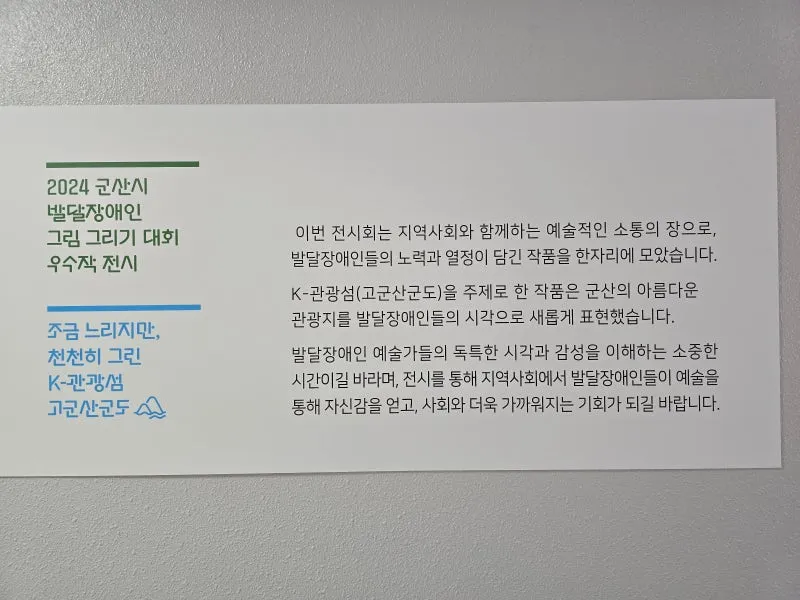 2024 군산시
발달장애인
그림 그리기 대회
우수작 전시
조금 느리지만,
천천히 그린
K-관광섬
고군산군도
이번 전시회는 지역사회와 함께하는 예술적인 소통의 장으로,
발달장애인들의 노력과 열정이 담긴 작품을 한자리에 모았습니다.
K-관광섬(고군산군도)을 주제로 한 작품은 군산의 아름다운
관광지를 발달장애인들의 시각으로 새롭게 표현했습니다.
발달장애인 예술가들의 독특한 시각과 감성을 이해하는 소중한
시간이길 바라며, 전시를 통해 지역사회에서 발달장애인들이 예술을
통해 자신감을 얻고, 사회와 더욱 가까워지는 기회가 되길 바랍니다.